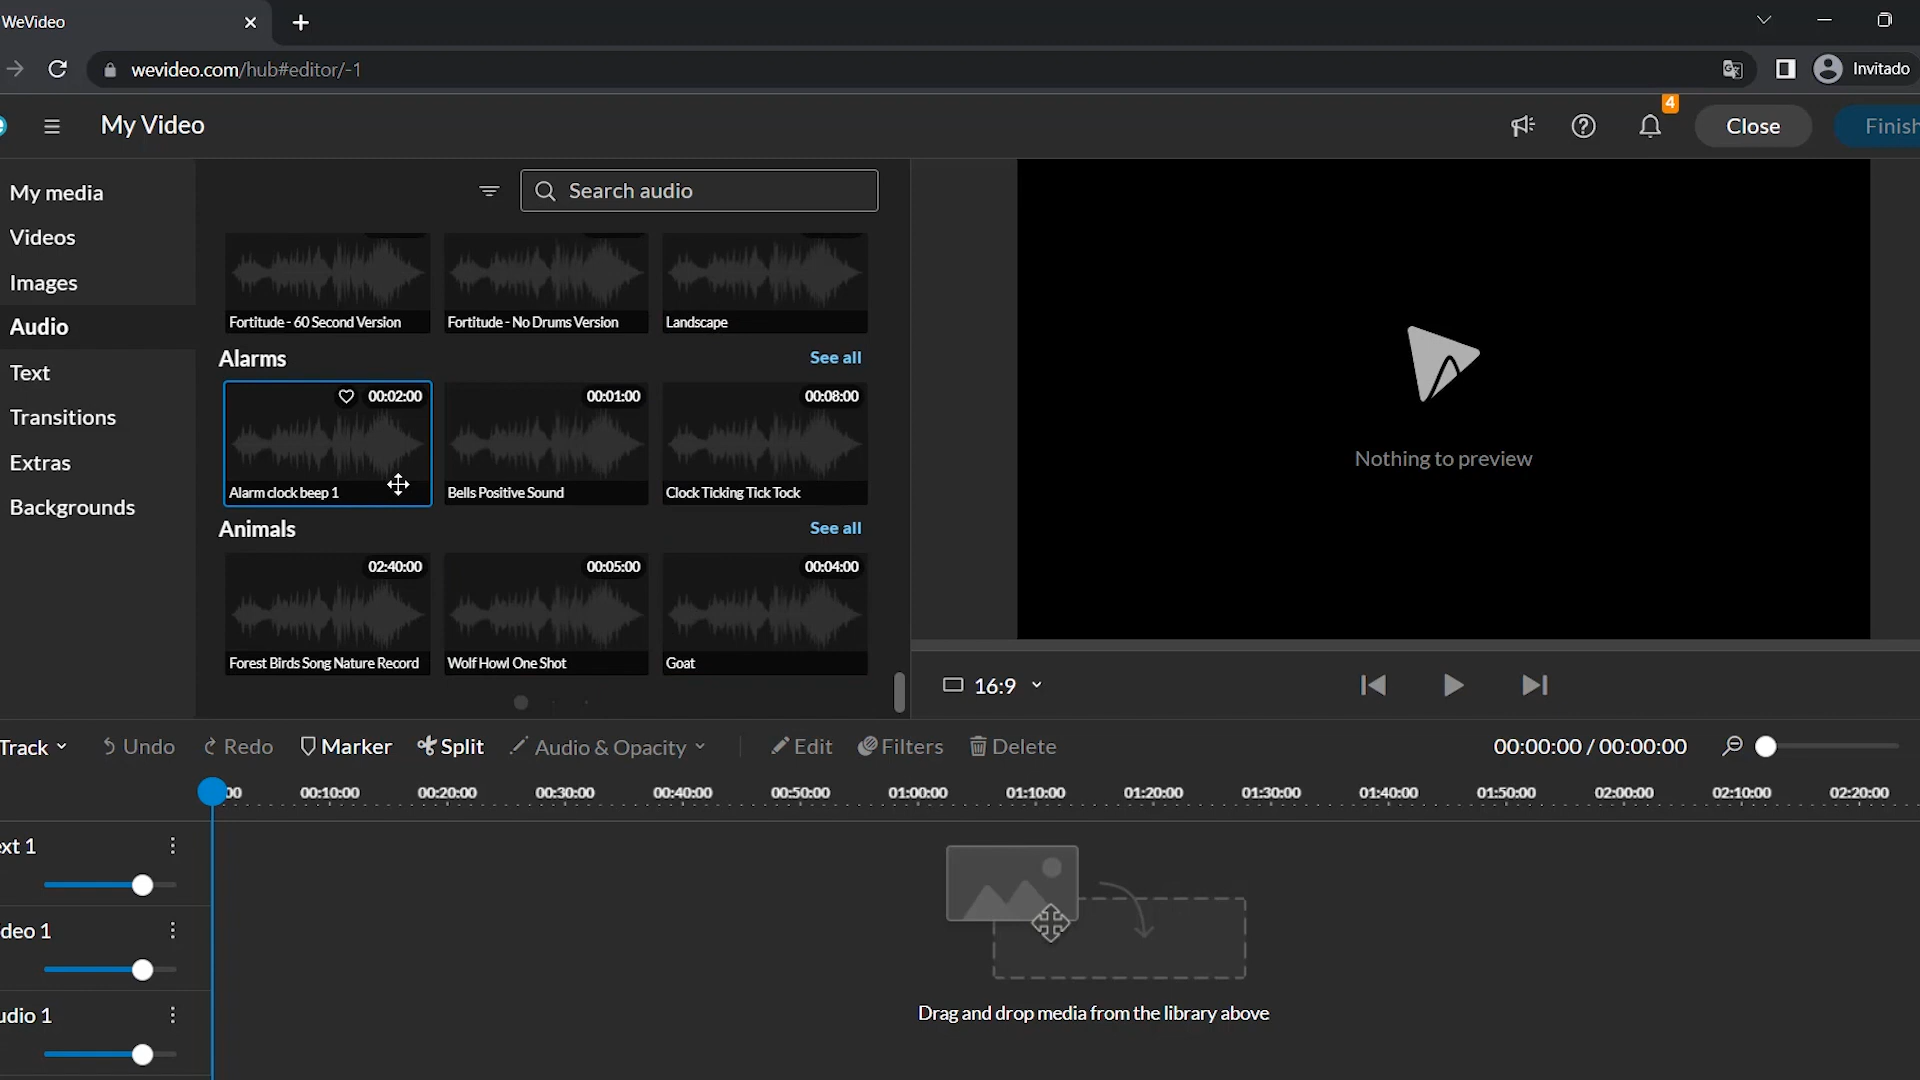 WeVideo
wevideo.com/hub#editor/-1
Invitado
My Video
4
Close
Finish
My media
Videos
Images
Audio
Text
Transitions
Extras
Backgrounds
Search audio
Fortitude - 60 Second Version
Fortitude - No Drums Version
Landscape
Alarms
See all
00:02:00
00:01:00
00:08:00
Alarm clock beep 1
Bells Positive Sound
Clock Ticking Tick Tock
Animals
See all
02:40:00
00:05:00
00:04:00
Forest Birds Song Nature Record
Wolf Howl One Shot
Goat
Nothing to preview
16:9
Track
Undo
Redo
Marker
Split
Audio & Opacity
Edit
Filters
Delete
00:00:00 / 00:00:00
00 00:10:00 00:20:00 00:30:00 00:40:00 00:50:00 01:00:00 01:10:00 01:20:00 01:30:00 01:40:00 01:50:00 02:00:00 02:10:00 02:20:00
ext 1
deo 1
udio 1
Drag and drop media from the library above